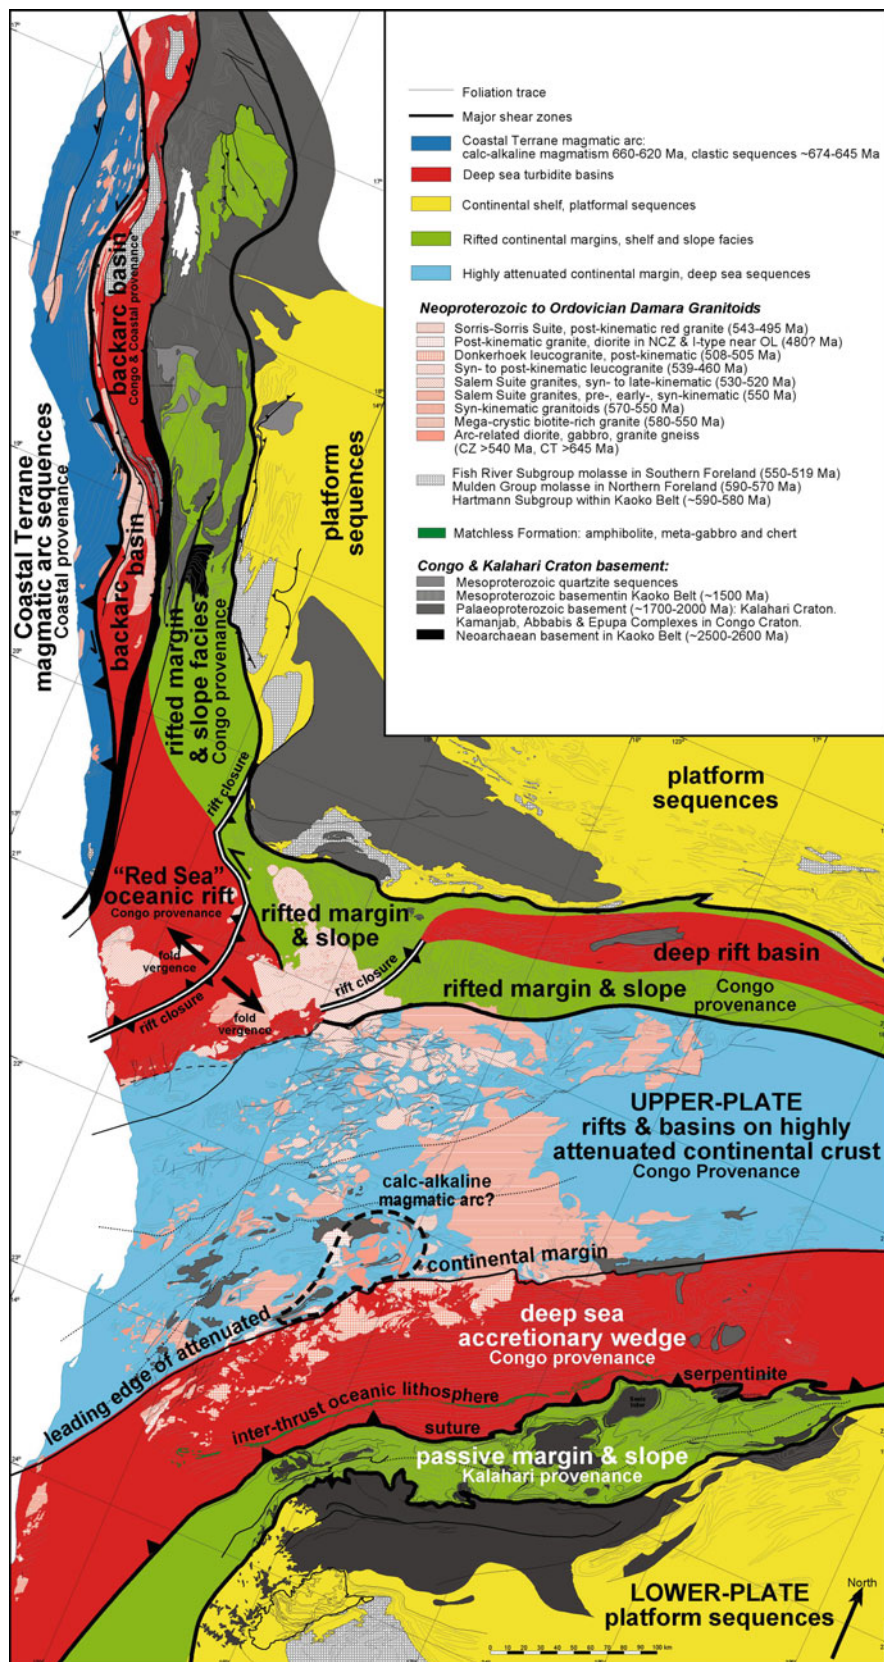 Foliation trace
Major shear zones
Coastal Terrane magmatic arc:
calc-alkaline magmatism 660-620 Ma, clastic sequences ~674-645 Ma
Deep sea turbidite basins
Continental shelf, platformal sequences
Rifted continental margins, shelf and slope facies
Highly attenuated continental margin, deep sea sequences
Neoproterozoic to Ordovician Damara Granitoids
Sorris-Sorris Suite, post-kinematic red granite (543-495 Ma)
Post-kinematic granite, diorite in NCZ & I-type near OL (480? Ma)
Donkerhoek leucogranite, post-kinematic (508-505 Ma)
Syn- to post-kinematic leucogranite (539-460 Ma)
Salem Suite granites, syn- to late-kinematic (530-520 Ma)
Salem Suite granites, pre-, early-, syn-kinematic (550 Ma)
Syn-kinematic granitoids (570-550 Ma)
Mega-crystic biotite-rich granite (580-550 Ma)
Arc-related diorite, gabbro, granite gneiss
(CZ >540 Ma, CT >645 Ma)
Fish River Subgroup molasse in Southern Foreland (550-519 Ma)
Mulden Group molasse in Northern Foreland (590-570 Ma)
Hartmann Subgroup within Kaoko Belt (~590-580 Ma)
Matchless Formation: amphibolite, meta-gabbro and chert
Congo & Kalahari Craton basement:
Mesoproterozoic quartzite sequences
Mesoproterozoic basementin Kaoko Belt (~1500 Ma)
Palaeoproterozoic basement (~1700-2000 Ma): Kalahari Craton.
Kamanjab, Abbabis & Epupa Complexes in Congo Craton.
Neoarchaean basement in Kaoko Belt (~2500-2600 Ma)
backarc basin
Congo & Coastal provenance
Coastal Terrane
magmatic arc sequences
Coastal provenance
backarc basin
rifted margin
& slope facies
Congo provenance
platform
sequences
rift closure
platform
sequences
"Red Sea"
oceanic rift
Congo provenance
fold
vergence
rift closure
fold
vergence
rifted margin
& slope
rift closure
deep rift basin
rifted margin & slope
Congo
provenance
UPPER-PLATE
rifts & basins on highly
attenuated continental crust
Congo Provenance
calc-alkaline
magmatic arc?
leading edge of attenuated
continental margin
deep sea
accretionary wedge
Congo provenance
serpentinite
inter-thrust oceanic lithosphere
suture
passive margin & slope
Kalahari provenance
LOWER-PLATE
platform sequences
North
0 10 20 30 40 50 60 70 80 90 100 km